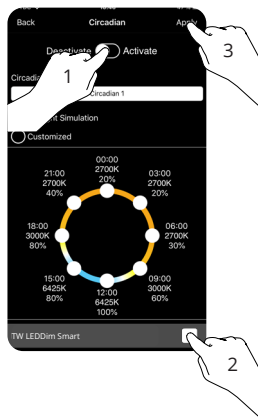 Back Circadian Apply
Deactivate Activate
3
1
Circadian 1
Simulation
Customized
00:00
2700K
20%
21:00
2700K
40%
03:00
2700K
20%
18:00
3000K
80%
06:00
2700K
30%
15:00
6425K
80%
09:00
3000K
60%
12:00
6425K
100%
TW LEDDim Smart
2